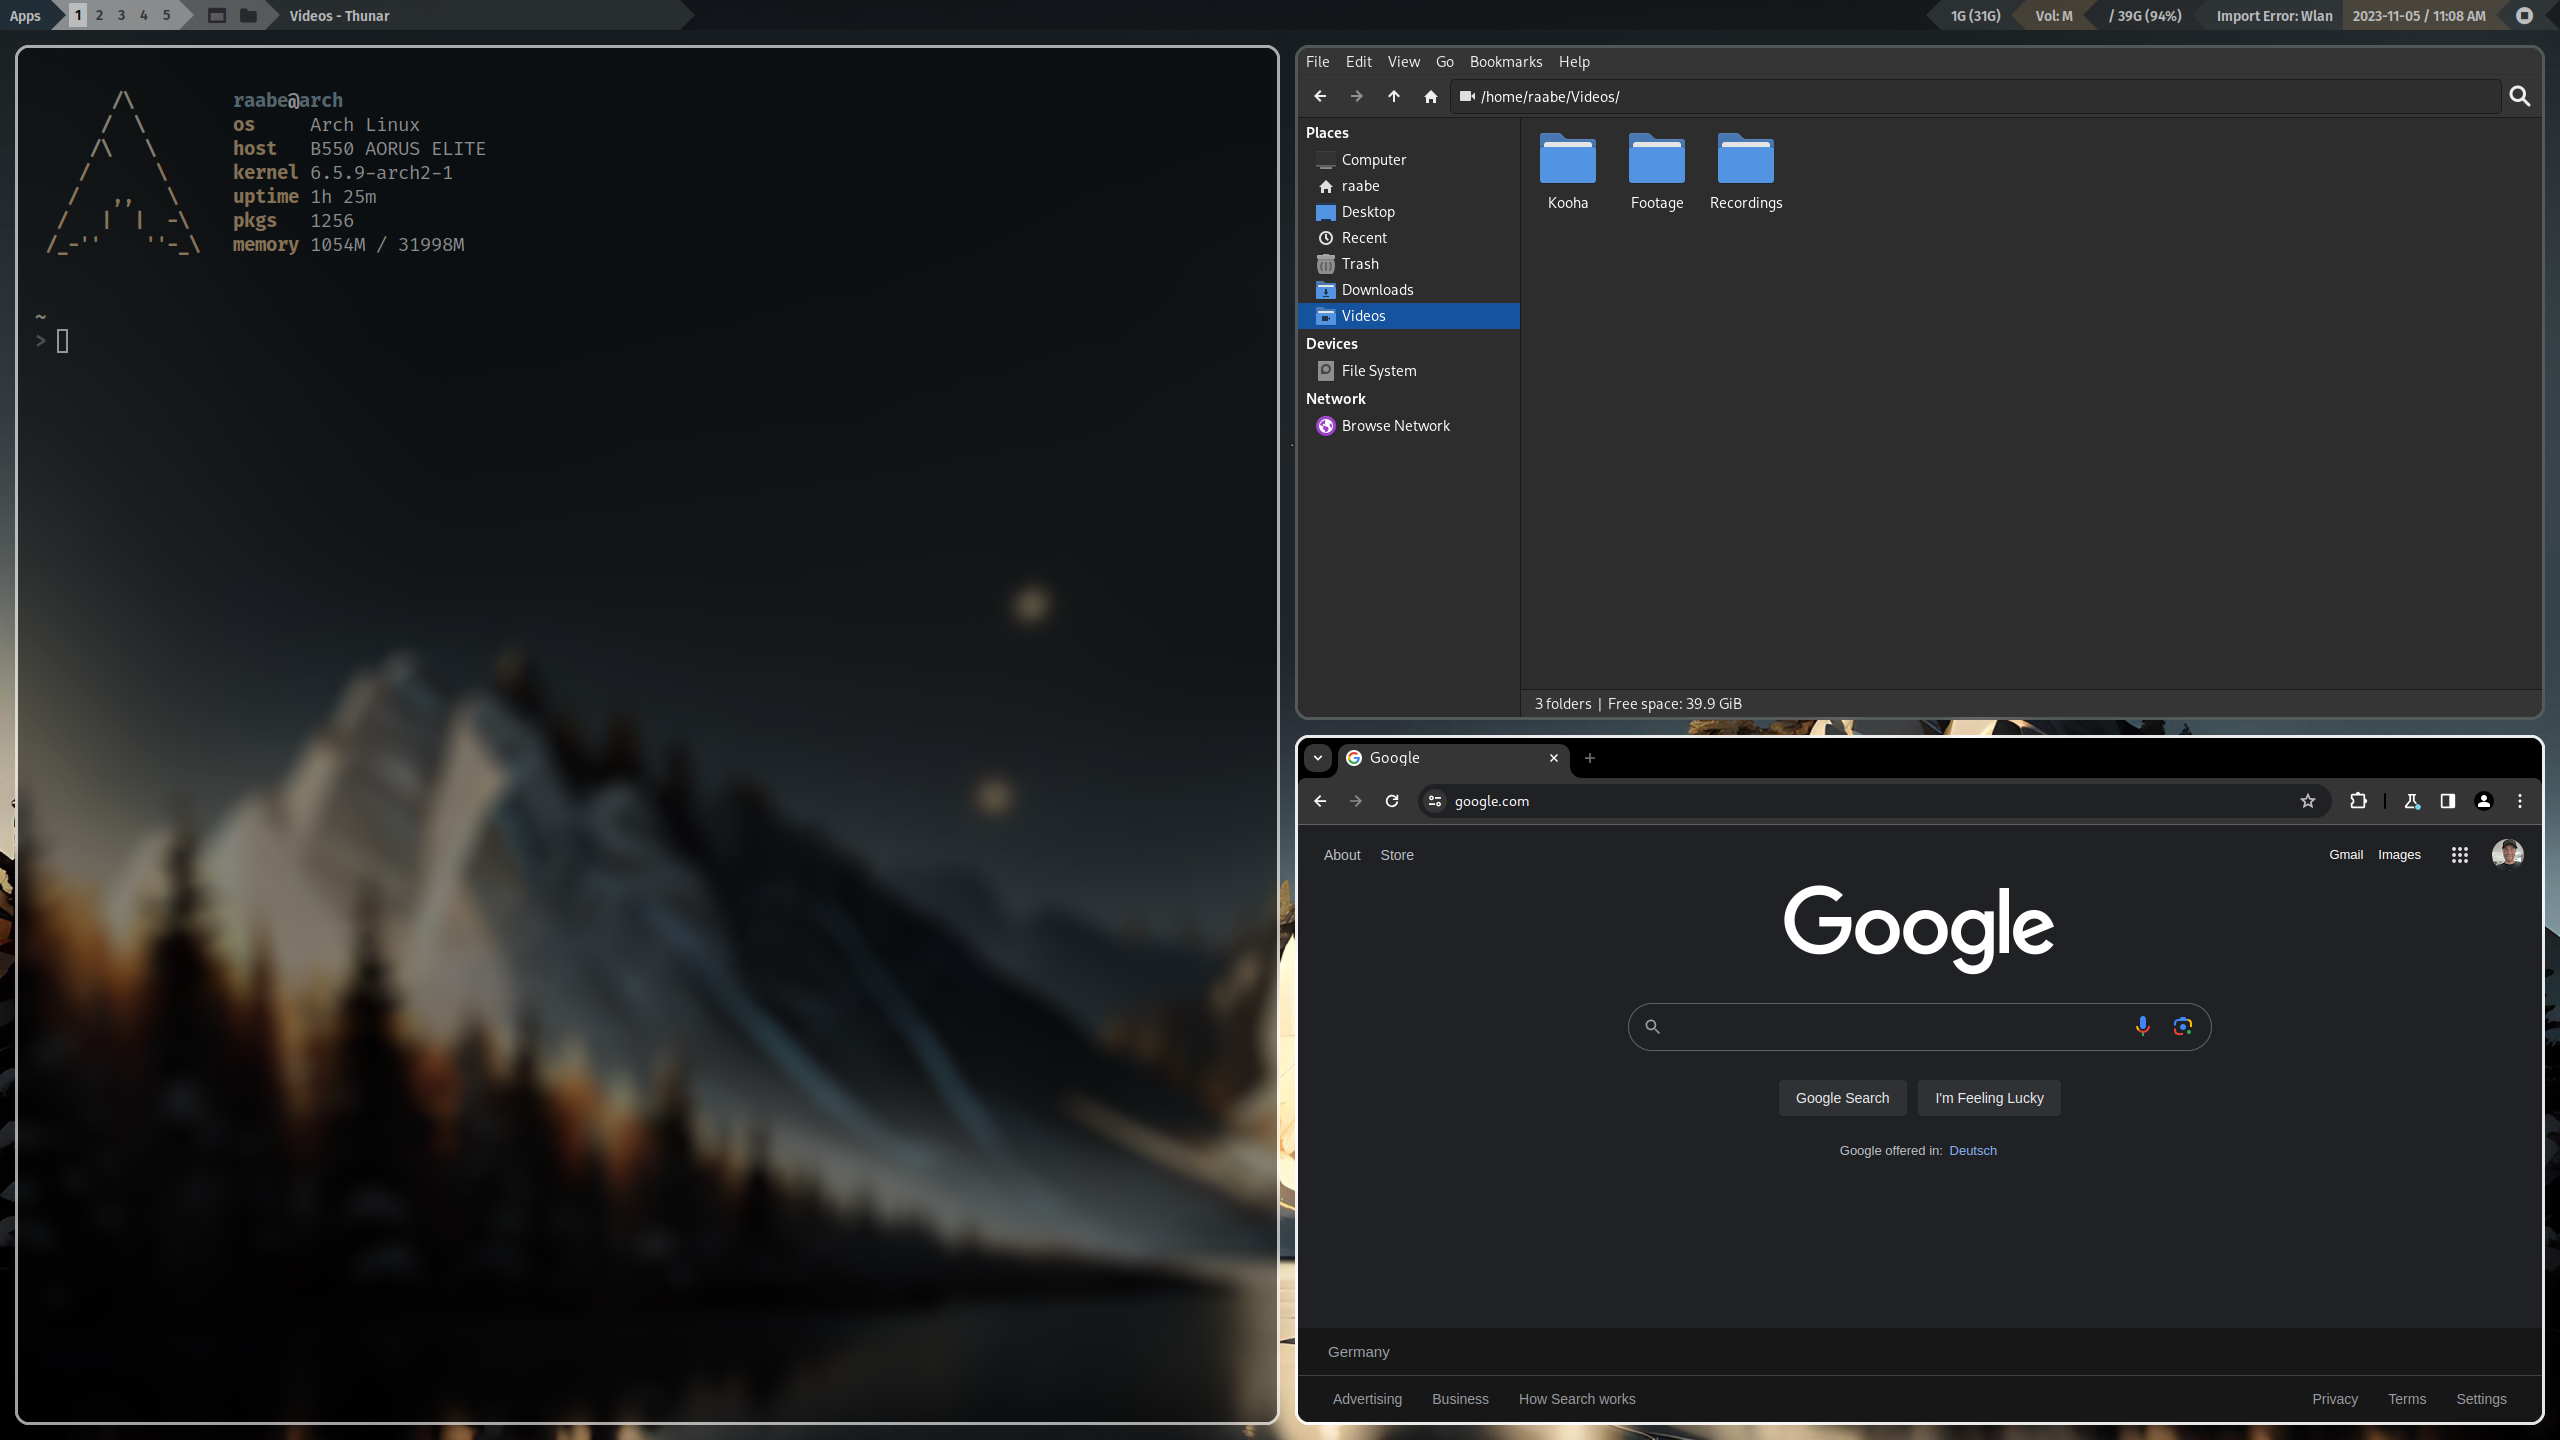 Apps 1 2 3 4 5 Videos - Thunar 1G (31G) Vol: M / 39G (94%) Import Error: Wlan 2023-11-05 / 11:08 AM
raabe@arch
os Arch Linux
host B550 AORUS ELITE
kernel 6.5.9-arch2-1
uptime 1h 25m
pkgs 1256
memory 1054M / 31998M
~
>
File Edit View Go Bookmarks Help
/home/raabe/Videos/
Places
Computer
raabe
Desktop
Recent
Trash
Downloads
Videos
Devices
File System
Network
Browse Network
Kooha Footage Recordings
3 folders | Free space: 39.9 GiB
Google
google.com
About Store Gmail Images
Google
Google Search I'm Feeling Lucky
Google offered in: Deutsch
Germany
Advertising Business How Search works Privacy Terms Settings